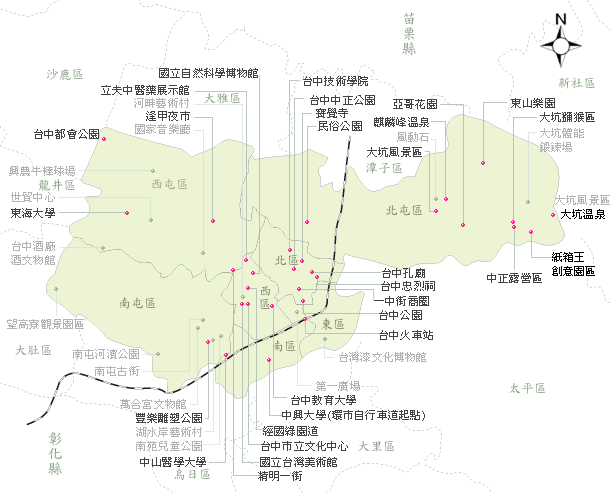 N
苗栗縣
沙鹿區
國立自然科學博物館
台中技術學院
新社區
立夫中醫藥展示館
大雅區
台中中正公園
亞哥花園
東山樂園
河畔藝術村
寶覺寺
麒麟峰溫泉
大坑獼猴區
逢甲夜市
民俗公園
風動石
大坑體能
鍛鍊場
國家音樂廳
台中都會公園
大坑風景區
潭子區
興農牛棒球場
龍井區
西屯區
世貿中心
北屯區
大坑風景區
東海大學
大坑溫泉
台中酒廠
酒文物館
北區
紙箱王
創意園區
台中孔廟
中正露營區
台中忠烈祠
西區
南屯區
中街商圈
台中公園
望高寮觀景園區
東區
台中火車站
大肚區
南屯河濱公園
南區
台灣漆文化博物館
南屯古街
第一廣場
太平區
萬合宮文物館
台中教育大學
豐樂雕塑公園
中興大學(環市自行車道起點)
湖水岸藝術村
經國綠園道
彰化縣
南苑兒童公園
台中市立文化中心
大里區
中山醫學大學
國立台灣美術館
烏日區
精明一街